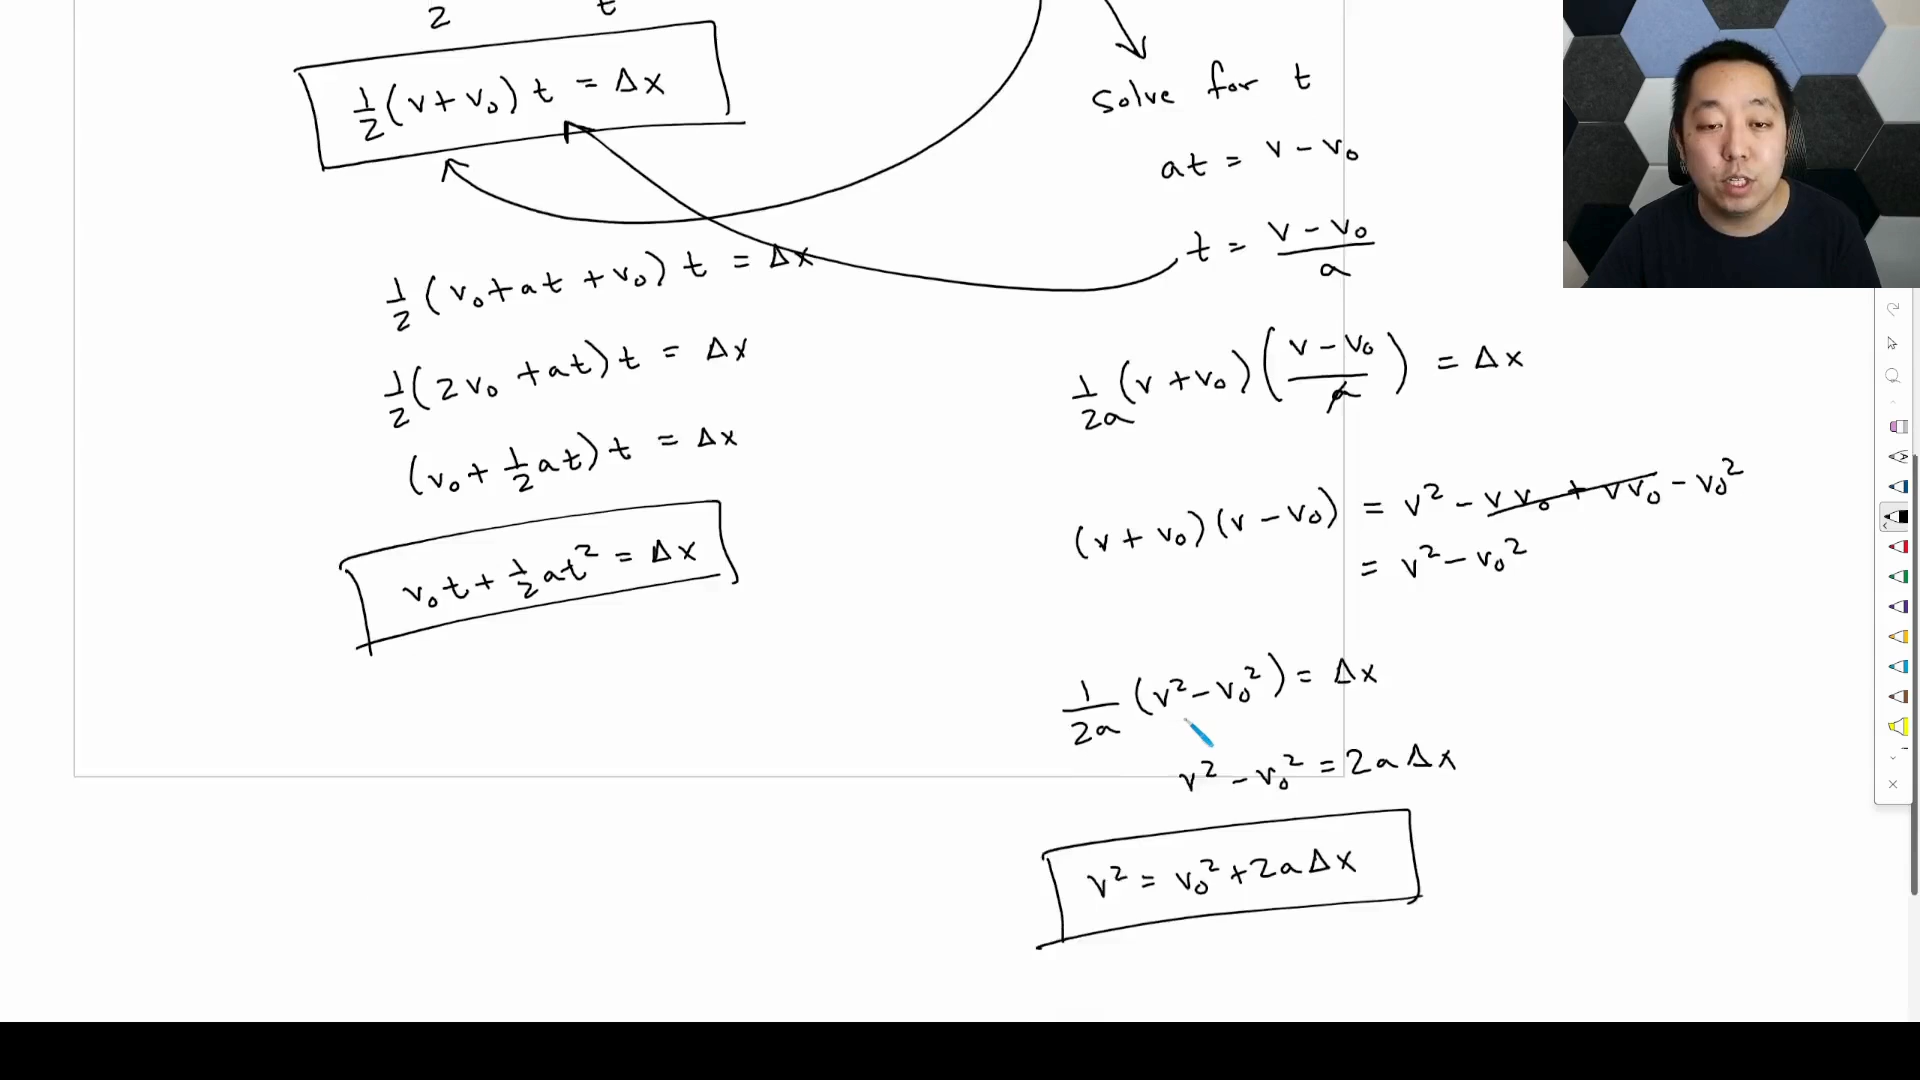 2 t
1/2 (v + v₀) t = Δx
1/2 (v₀ + at + v₀) t = Δx
1/2 (2v₀ + at) t = Δx
(v₀ + 1/2 at) t = Δx
v₀t + 1/2 at² = Δx
solve for t
at = v - v₀
t = (v - v₀)/a
1/2a (v + v₀) ((v - v₀)/a) = Δx
(v + v₀)(v - v₀) = v² - vv₀ + vv₀ - v₀²
= v² - v₀²
1/2a (v² - v₀²) = Δx
v² - v₀² = 2aΔx
v² = v₀² + 2aΔx